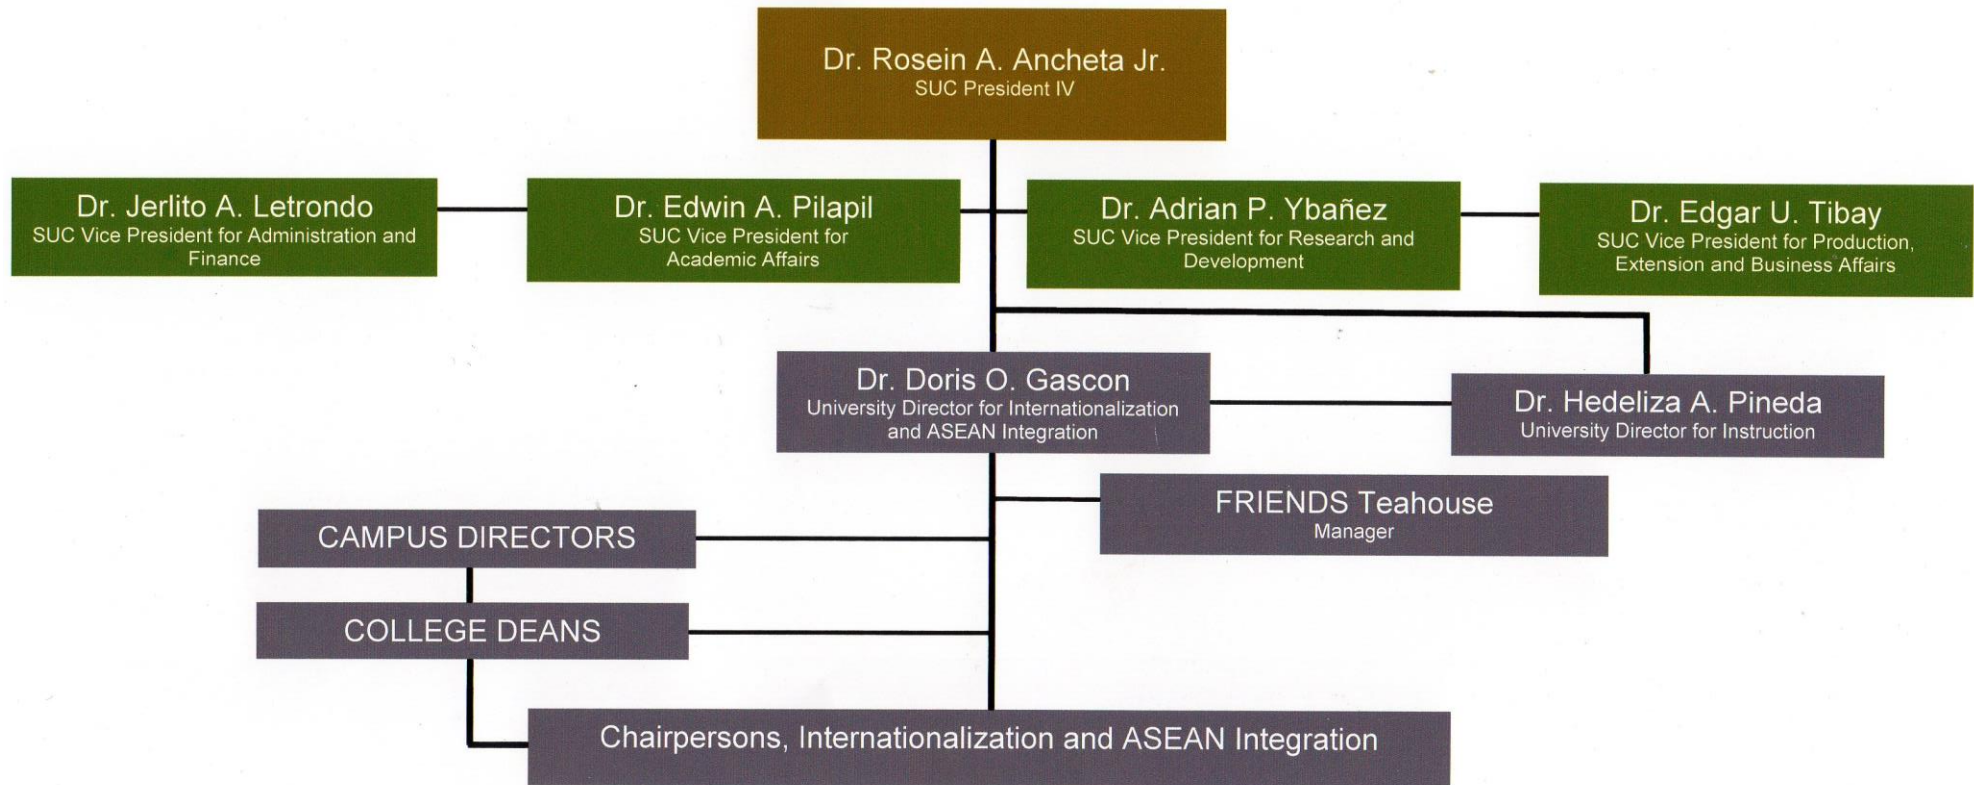 Dr. Rosein A. Ancheta Jr.
SUC President IV
Dr. Jerlito A. Letrondo
SUC Vice President for Administration and
Finance
Dr. Edwin A. Pilapil
SUC Vice President for
Academic Affairs
Dr. Adrian P. Ybañez
SUC Vice President for Research and
Development
Dr. Edgar U. Tibay
SUC Vice President for Production,
Extension and Business Affairs
Dr. Doris O. Gascon
University Director for Internationalization
and ASEAN Integration
Dr. Hedeliza A. Pineda
University Director for Instruction
FRIENDS Teahouse
Manager
CAMPUS DIRECTORS
COLLEGE DEANS
Chairpersons, Internationalization and ASEAN Integration